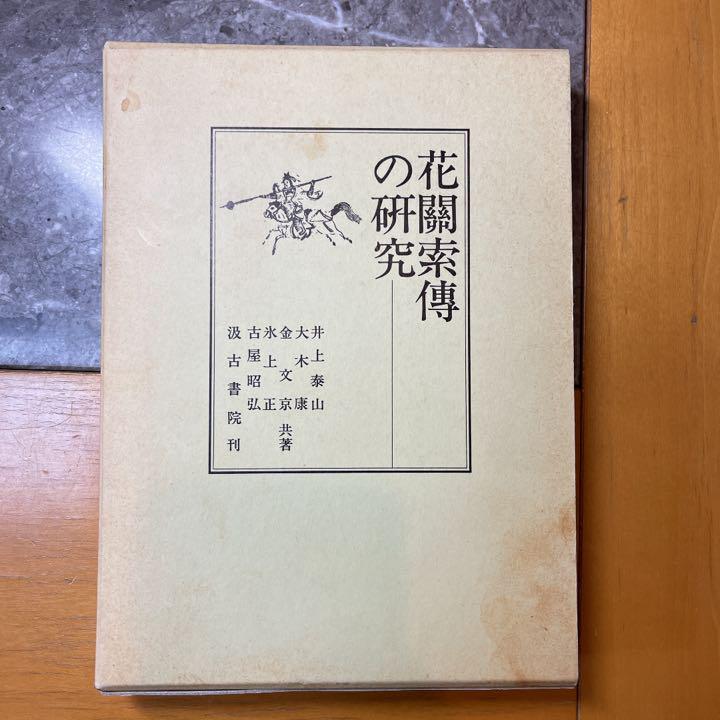 花關索傳
の研究
井上泰山
大木康
金文京共著
氷上正
古屋昭弘
汲古書院刊